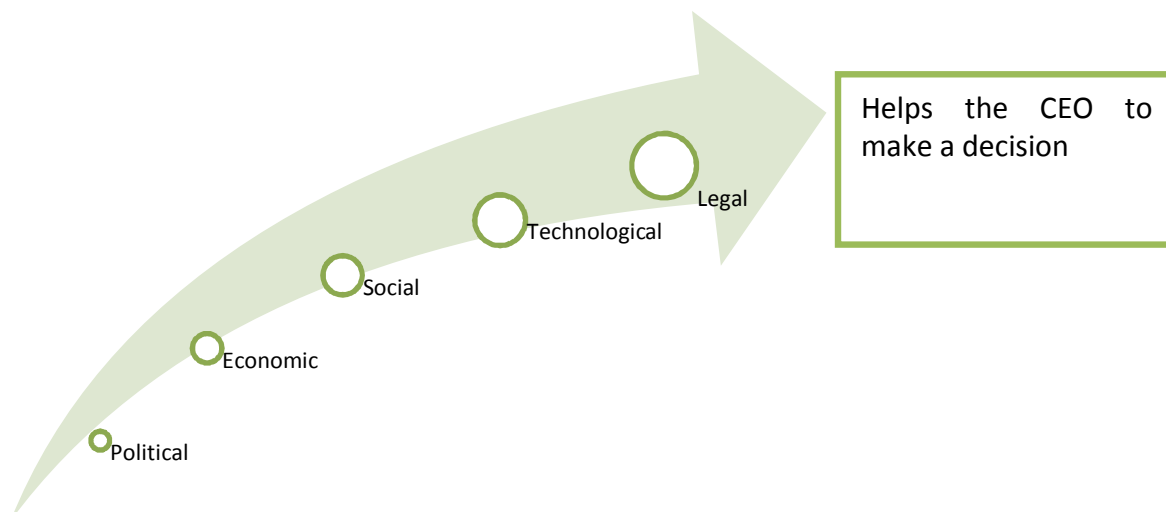 Helps the CEO to
make a decision
Legal
Technological
Social
Economic
Political